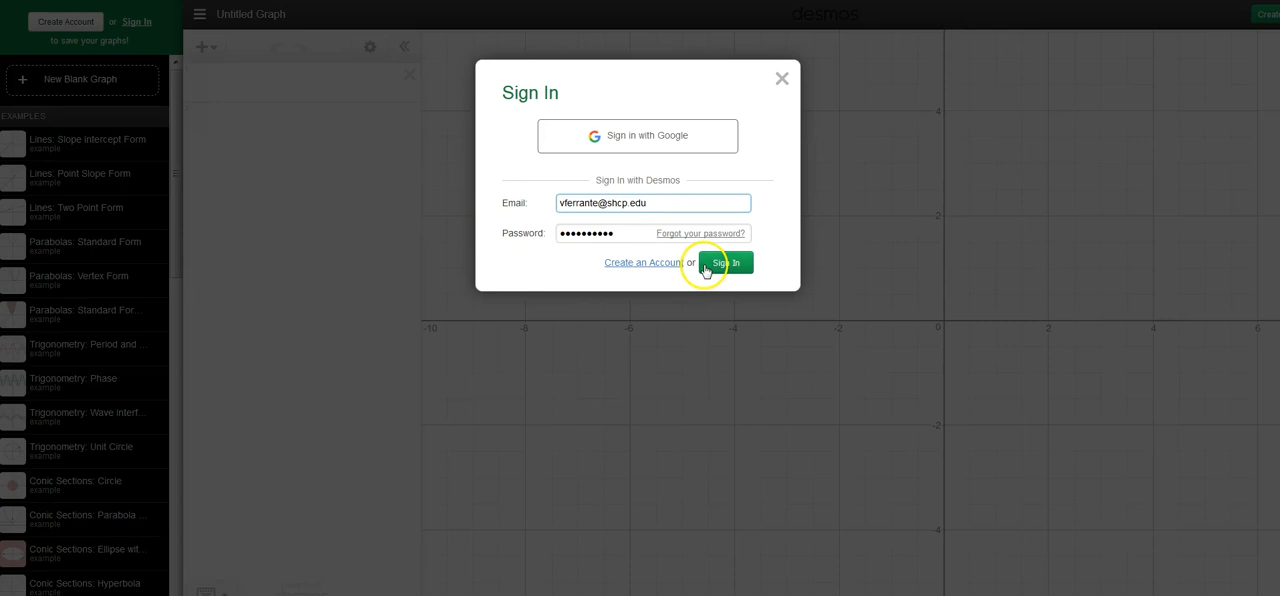 Create Account or Sign In
to save your graphs!
Untitled Graph
desmos
New Blank Graph
EXAMPLES
Lines: Slope Intercept Form
example
Lines: Point Slope Form
example
Lines: Two Point Form
example
Parabolas: Standard Form
example
Parabolas: Vertex Form
example
Parabolas: Standard For...
example
Trigonometry: Period and ...
example
Trigonometry: Phase
example
Trigonometry: Wave Interf...
example
Trigonometry: Unit Circle
example
Conic Sections: Circle
example
Conic Sections: Parabola ...
example
Conic Sections: Ellipse wit...
example
Conic Sections: Hyperbola
example
Sign In
Sign in with Google
Sign In with Desmos
Email: vferrante@shcp.edu
Password: •••••••••• Forgot your password?
Create an Account or Sign In
4
2
-10 -8 -6 -4 -2 0 2 4 6
-2
-4